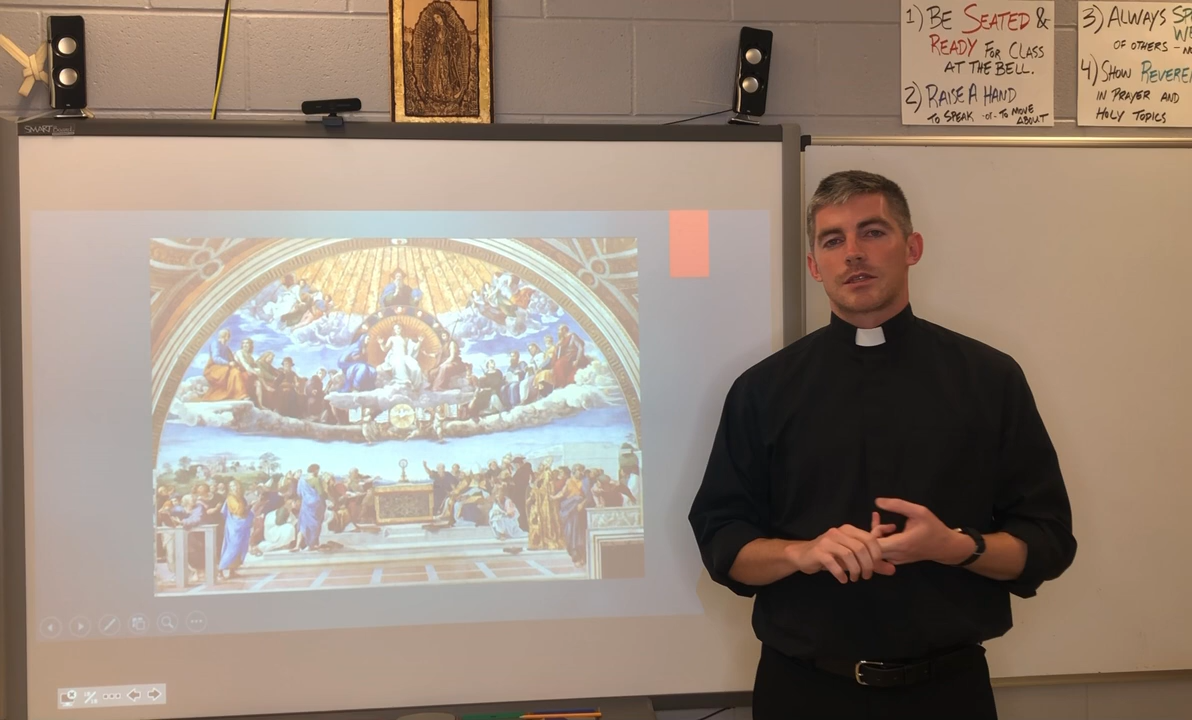 1) BE SEATED &
READY FOR CLASS
AT THE BELL.
2) RAISE A HAND
TO SPEAK -or- TO MOVE
ABOUT
3) ALWAYS
OF OTHERS
4) SHOW
IN PRAYER AND
HOLY TOPICS
SMART Board